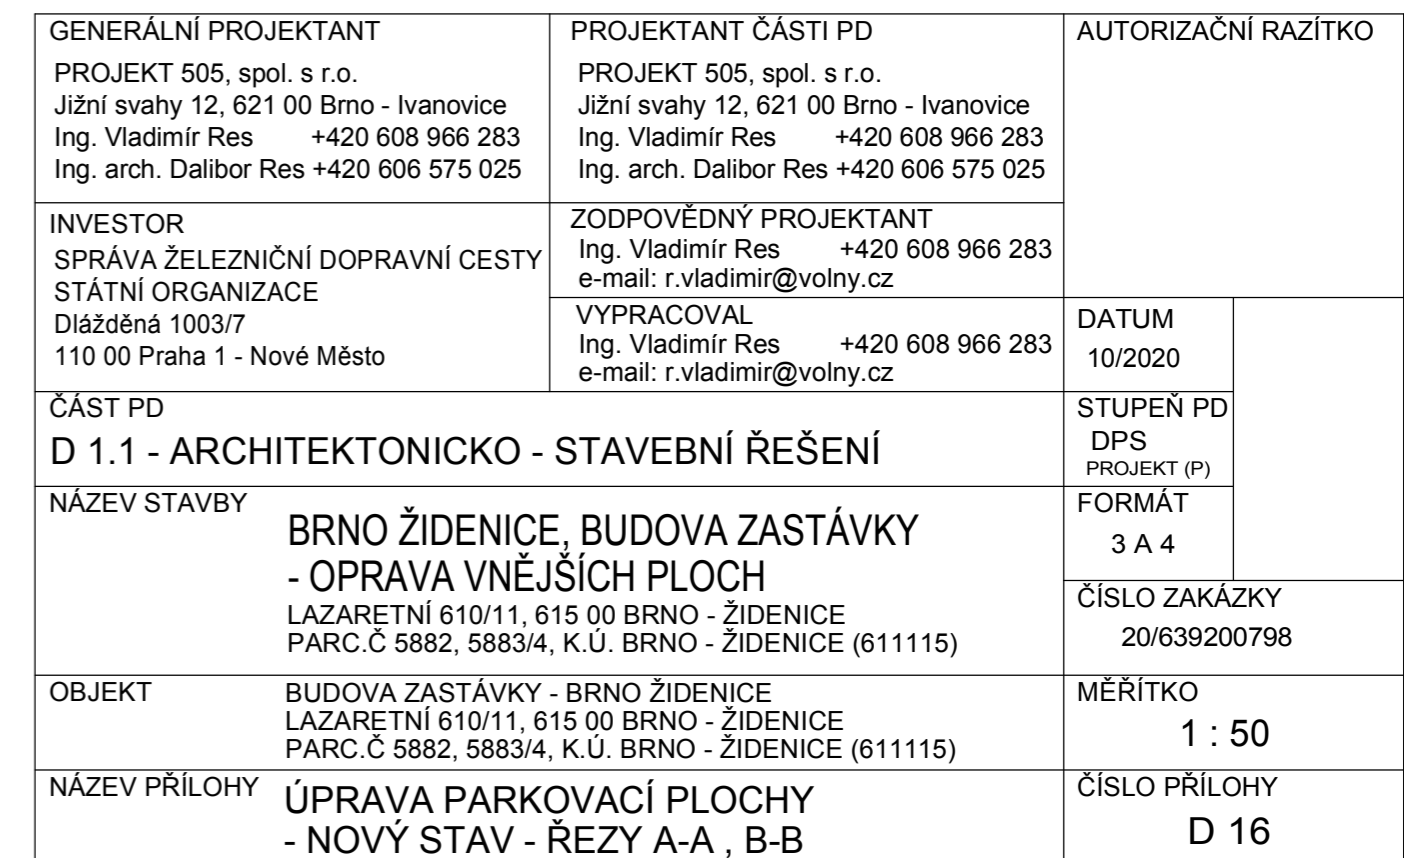 GENERÁLNÍ PROJEKTANT
PROJEKT 505, spol. s r.o.
Jižní svahy 12, 621 00 Brno - Ivanovice
Ing. Vladimír Res +420 608 966 283
Ing. arch. Dalibor Res +420 606 575 025
PROJEKTANT ČÁSTI PD
PROJEKT 505, spol. s r.o.
Jižní svahy 12, 621 00 Brno - Ivanovice
Ing. Vladimír Res +420 608 966 283
Ing. arch. Dalibor Res +420 606 575 025
AUTORIZAČNÍ RAZÍTKO
INVESTOR
SPRÁVA ŽELEZNIČNÍ DOPRAVNÍ CESTY
STÁTNÍ ORGANIZACE
Dlážděná 1003/7
110 00 Praha 1 - Nové Město
ZODPOVĚDNÝ PROJEKTANT
Ing. Vladimír Res +420 608 966 283
e-mail: r.vladimir@volny.cz
VYPRACOVAL
Ing. Vladimír Res +420 608 966 283
e-mail: r.vladimir@volny.cz
DATUM
10/2020
ČÁST PD
D 1.1 - ARCHITEKTONICKO - STAVEBNÍ ŘEŠENÍ
STUPEŇ PD
DPS
PROJEKT (P)
NÁZEV STAVBY
BRNO ŽIDENICE, BUDOVA ZASTÁVKY
- OPRAVA VNĚJŠÍCH PLOCH
LAZARETNÍ 610/11, 615 00 BRNO - ŽIDENICE
PARC.Č 5882, 5883/4, K.Ú. BRNO - ŽIDENICE (611115)
FORMÁT
3 A 4
ČÍSLO ZAKÁZKY
20/639200798
OBJEKT
BUDOVA ZASTÁVKY - BRNO ŽIDENICE
LAZARETNÍ 610/11, 615 00 BRNO - ŽIDENICE
PARC.Č 5882, 5883/4, K.Ú. BRNO - ŽIDENICE (611115)
MĚŘÍTKO
1 : 50
NÁZEV PŘÍLOHY
ÚPRAVA PARKOVACÍ PLOCHY
- NOVÝ STAV - ŘEZY A-A , B-B
ČÍSLO PŘÍLOHY
D 16